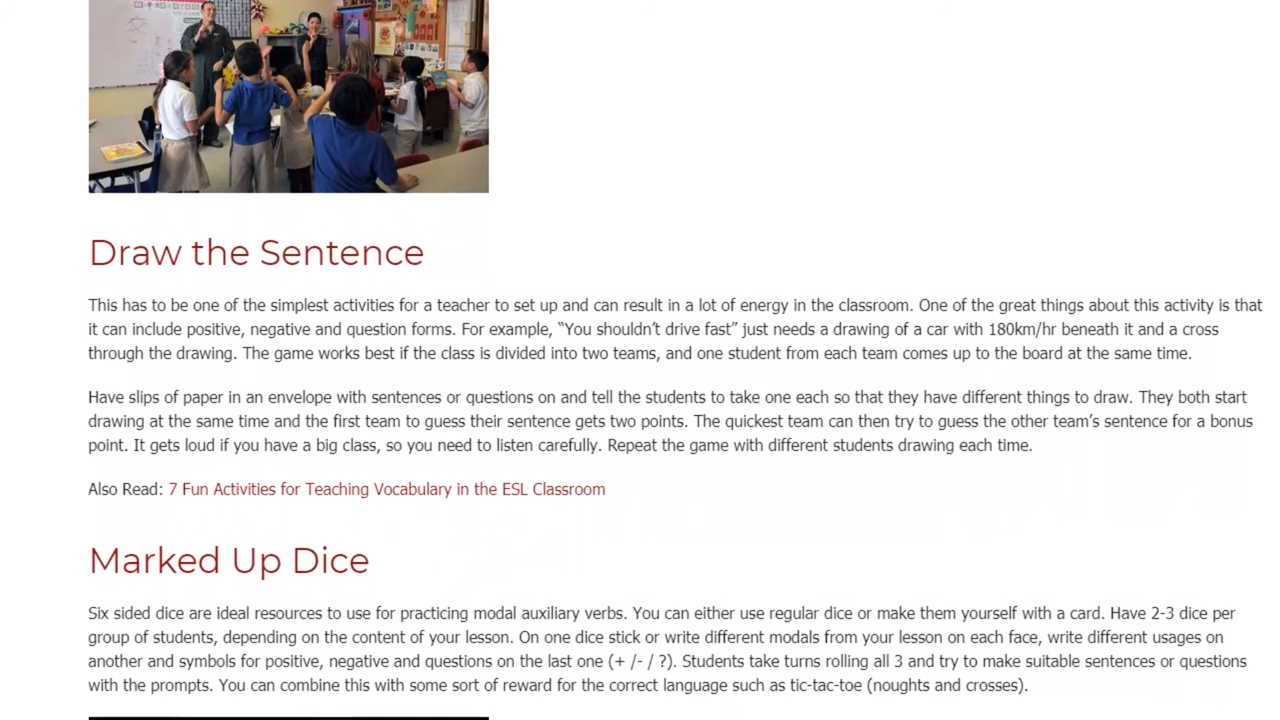 Draw the Sentence
This has to be one of the simplest activities for a teacher to set up and can result in a lot of energy in the classroom. One of the great things about this activity is that
it can include positive, negative and question forms. For example, “You shouldn’t drive fast” just needs a drawing of a car with 180km/hr beneath it and a cross
through the drawing. The game works best if the class is divided into two teams, and one student from each team comes up to the board at the same time.
Have slips of paper in an envelope with sentences or questions on and tell the students to take one each so that they have different things to draw. They both start
drawing at the same time and the first team to guess their sentence gets two points. The quickest team can then try to guess the other team’s sentence for a bonus
point. It gets loud if you have a big class, so you need to listen carefully. Repeat the game with different students drawing each time.
Also Read: 7 Fun Activities for Teaching Vocabulary in the ESL Classroom
Marked Up Dice
Six sided dice are ideal resources to use for practicing modal auxiliary verbs. You can either use regular dice or make them yourself with a card. Have 2-3 dice per
group of students, depending on the content of your lesson. On one dice stick or write different modals from your lesson on each face, write different usages on
another and symbols for positive, negative and questions on the last one (+ /- / ?). Students take turns rolling all 3 and try to make suitable sentences or questions
with the prompts. You can combine this with some sort of reward for the correct language such as tic-tac-toe (noughts and crosses).